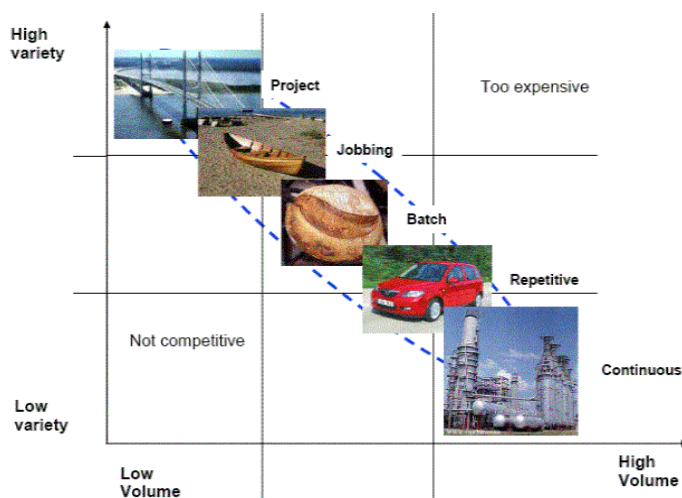 High
variety
Project
Too expensive
Jobbing
Batch
Repetitive
Not competitive
Continuous
Low
variety
Low
Volume
High
Volume